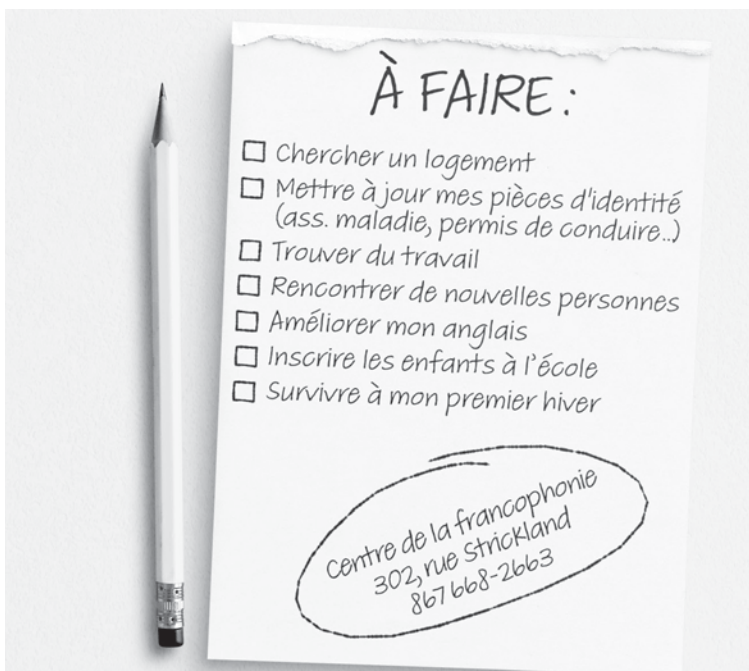 À FAIRE :
Chercher un logement
Mettre à jour mes pièces d'identité
(ass. maladie, permis de conduire...)
Trouver du travail
Rencontrer de nouvelles personnes
Améliorer mon anglais
Inscrire les enfants à l'école
Survivre à mon premier hiver
Centre de la francophonie
302, rue Strickland
867 668-2663